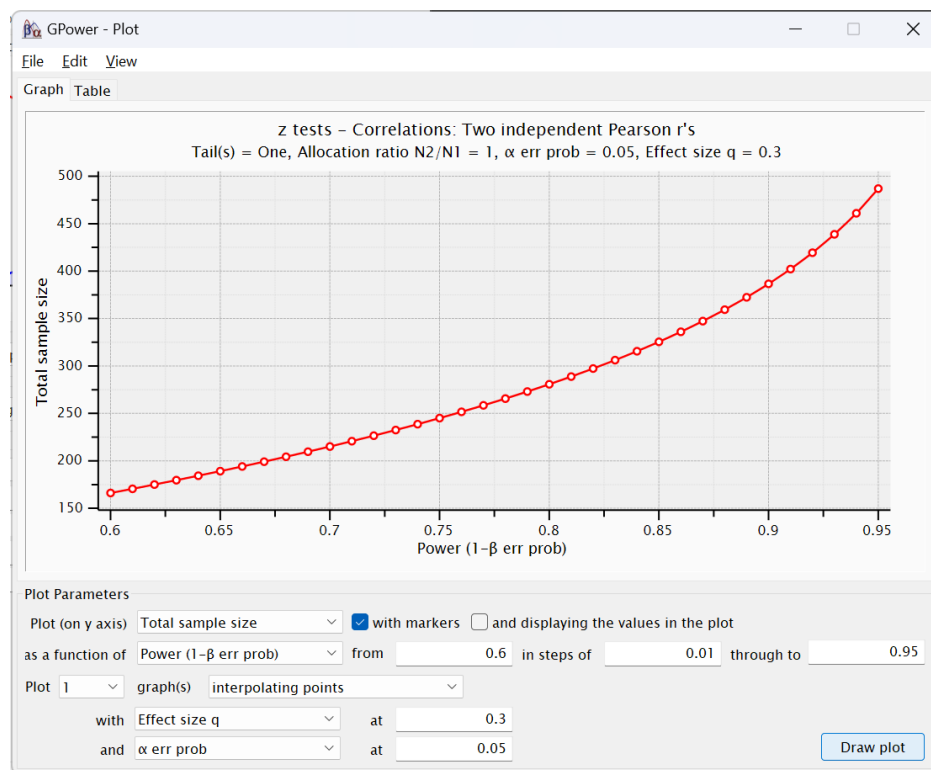 GPower - Plot
File Edit View
Graph Table
z tests – Correlations: Two independent Pearson r's
Tail(s) = One, Allocation ratio N2/N1 = 1, α err prob = 0.05, Effect size q = 0.3
Total sample size
500
450
400
350
300
250
200
150
0.6 0.65 0.7 0.75 0.8 0.85 0.9 0.95
Power (1-β err prob)
Plot Parameters
Plot (on y axis) Total sample size with markers and displaying the values in the plot
as a function of Power (1-β err prob) from 0.6 in steps of 0.01 through to 0.95
Plot 1 graph(s) interpolating points
with Effect size q at 0.3
and α err prob at 0.05
Draw plot